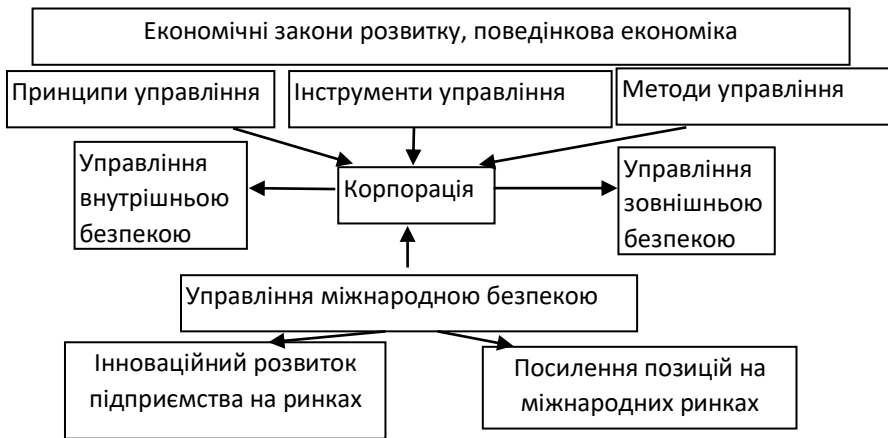 Економічні закони розвитку, поведінкова економіка
Принципи управління
Інструменти управління
Методи управління
Управління
внутрішньою
безпекою
Корпорація
Управління
зовнішньою
безпекою
Управління міжнародною безпекою
Інноваційний розвиток
підприємства на ринках
Посилення позицій на
міжнародних ринках